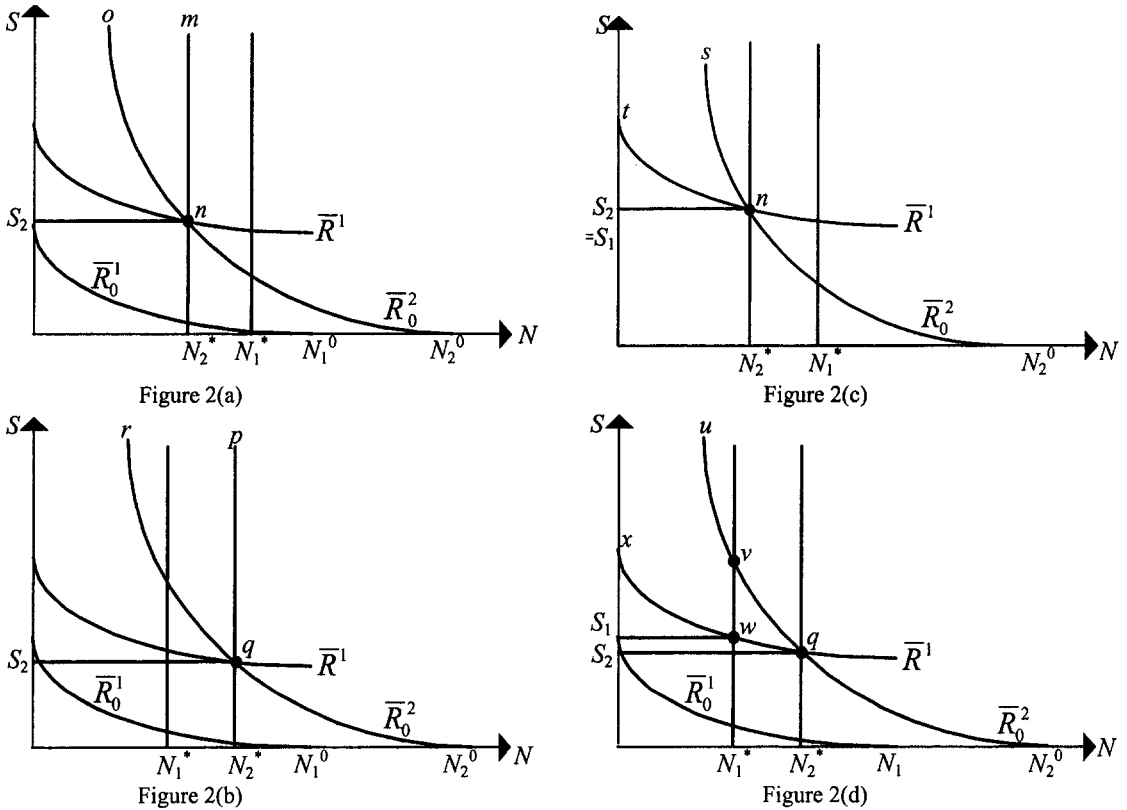 S
o
m
n
S₂
R̅¹
R̅₀¹
R̅₀²
N₂*
N₁*
N₁⁰
N₂⁰
N
Figure 2(a)
S
s
t
n
S₂
=S₁
R̅¹
R̅₀²
N₂*
N₁*
N₂⁰
N
Figure 2(c)
S
r
p
q
S₂
R̅¹
R̅₀¹
R̅₀²
N₁*
N₂*
N₁⁰
N₂⁰
N
Figure 2(b)
S
u
x
v
S₁
w
q
S₂
R̅¹
R̅₀¹
R̅₀²
N₁*
N₂*
N₁
N₂⁰
N
Figure 2(d)